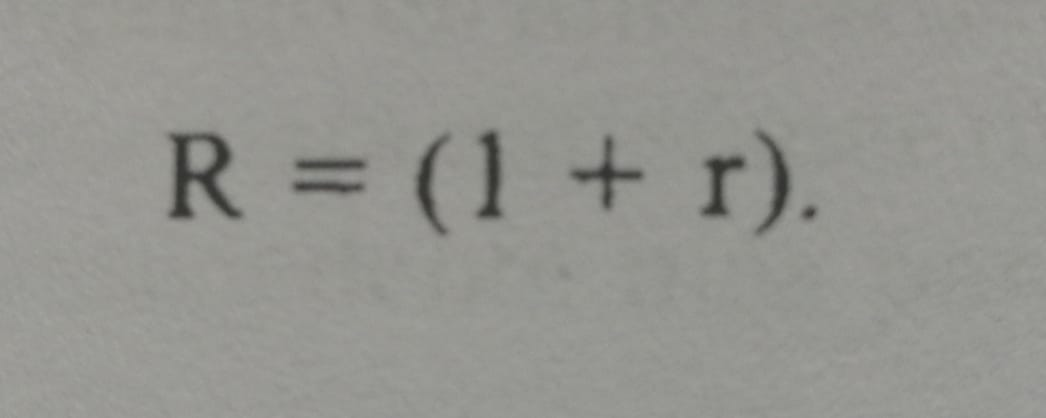 R = (1 + r).